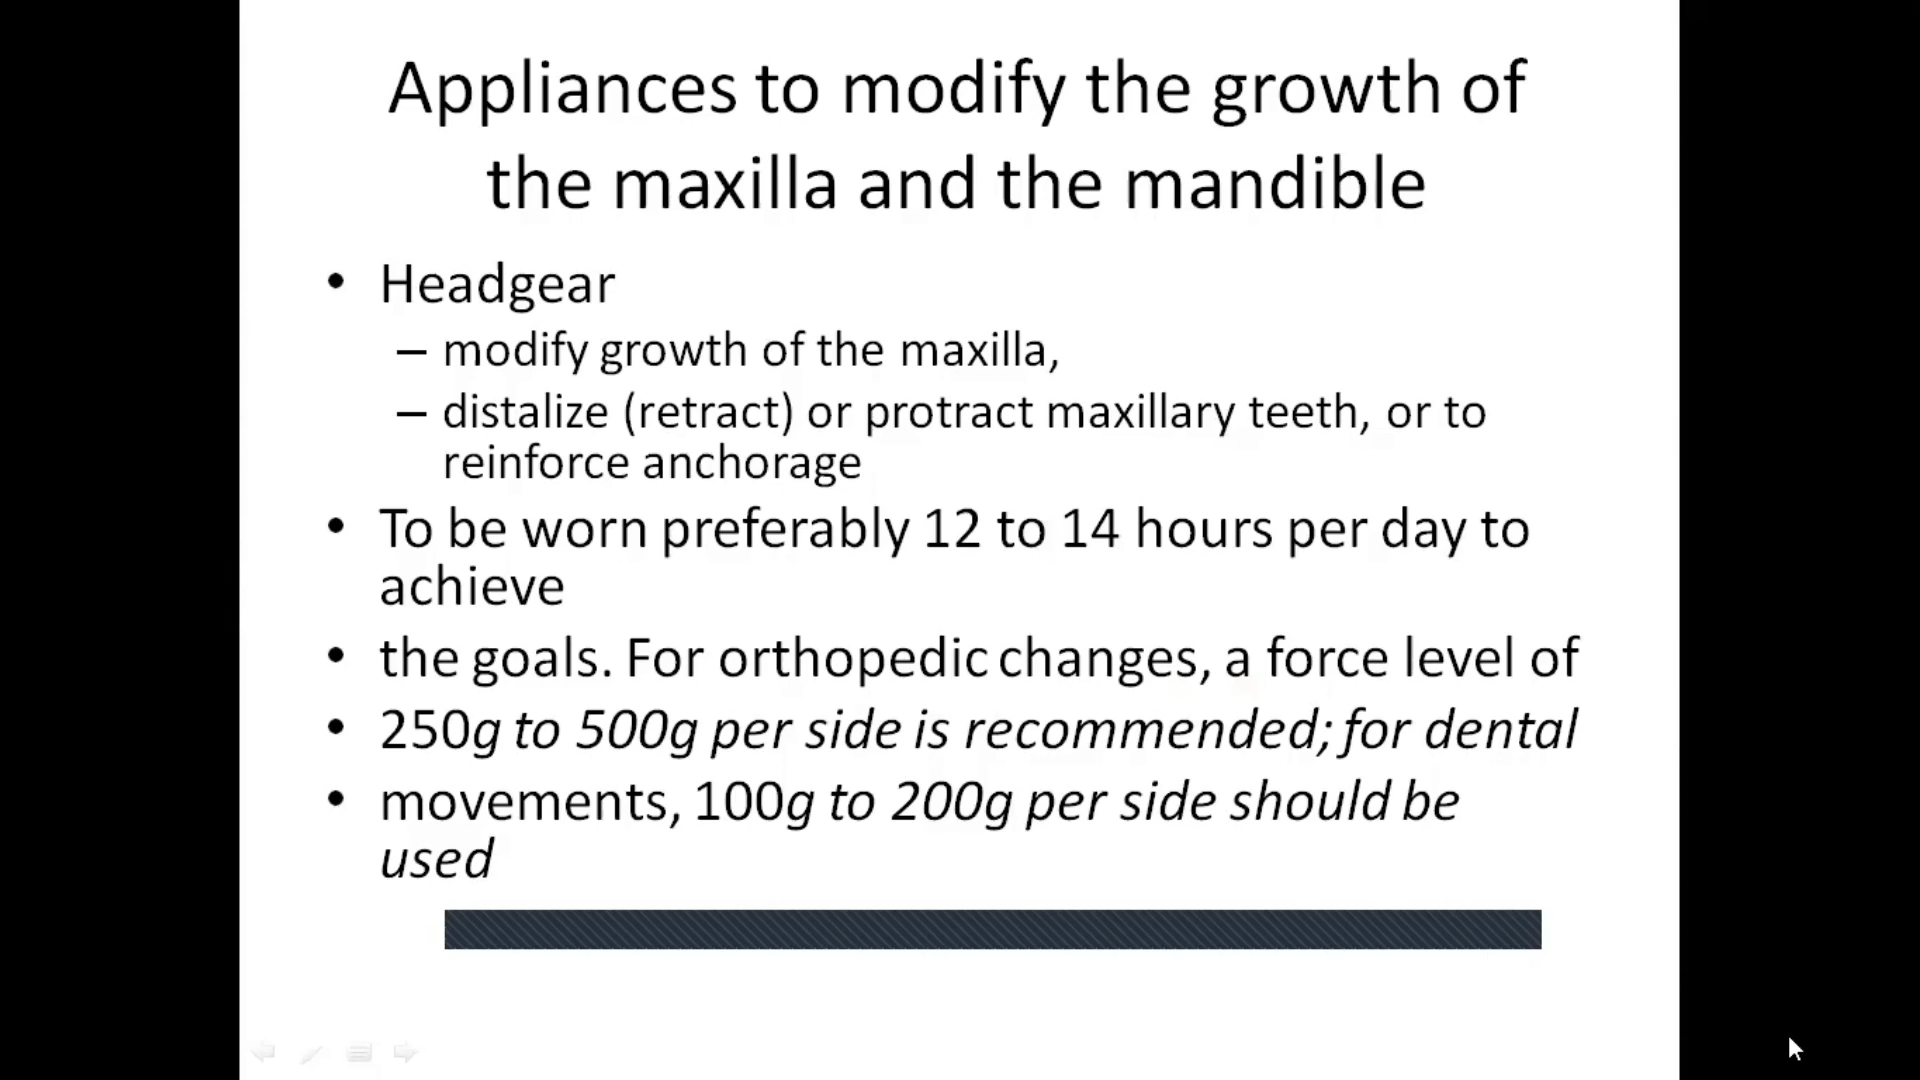 Appliances to modify the growth of
the maxilla and the mandible
• Headgear
– modify growth of the maxilla,
– distalize (retract) or protract maxillary teeth, or to
reinforce anchorage
• To be worn preferably 12 to 14 hours per day to
achieve
• the goals. For orthopedic changes, a force level of
• 250g to 500g per side is recommended; for dental
• movements, 100g to 200g per side should be
used